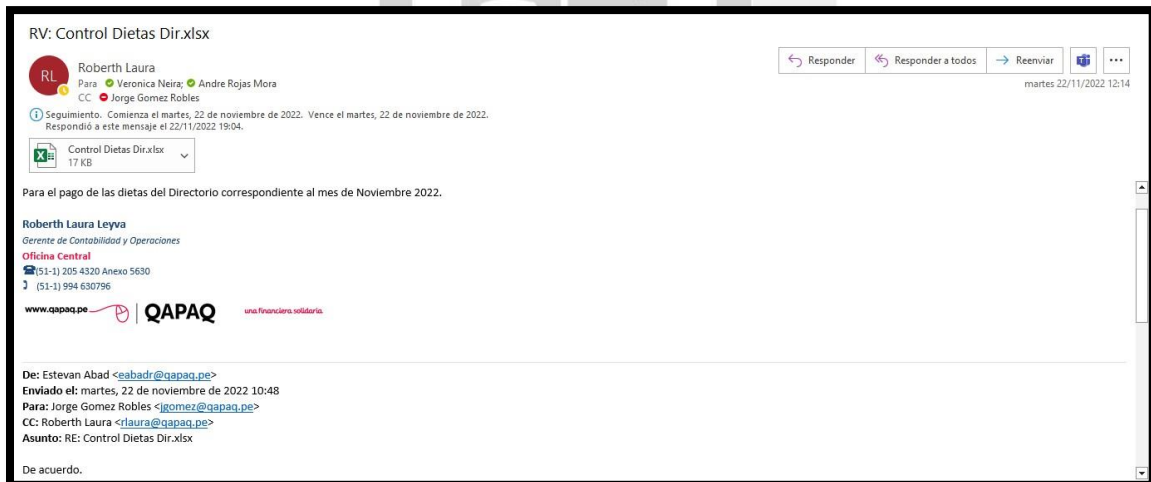 RV: Control Dietas Dir.xlsx
RL
Roberth Laura
Para Veronica Neira; Andre Rojas Mora
CC Jorge Gomez Robles
Responder
Responder a todos
Reenviar
martes 22/11/2022 12:14
Seguimiento. Comienza el martes, 22 de noviembre de 2022. Vence el martes, 22 de noviembre de 2022.
Respondió a este mensaje el 22/11/2022 19:04.
Control Dietas Dir.xlsx
17 KB
Para el pago de las dietas del Directorio correspondiente al mes de Noviembre 2022.
Roberth Laura Leyva
Gerente de Contabilidad y Operaciones
Oficina Central
(51-1) 205 4320 Anexo 5630
(51-1) 994 630796
www.qapaq.pe QAPAQ una financiera solidaria
De: Estevan Abad <eabadr@qapaq.pe>
Enviado el: martes, 22 de noviembre de 2022 10:48
Para: Jorge Gomez Robles <jgomez@qapaq.pe>
CC: Roberth Laura <rlaura@qapaq.pe>
Asunto: RE: Control Dietas Dir.xlsx
De acuerdo.